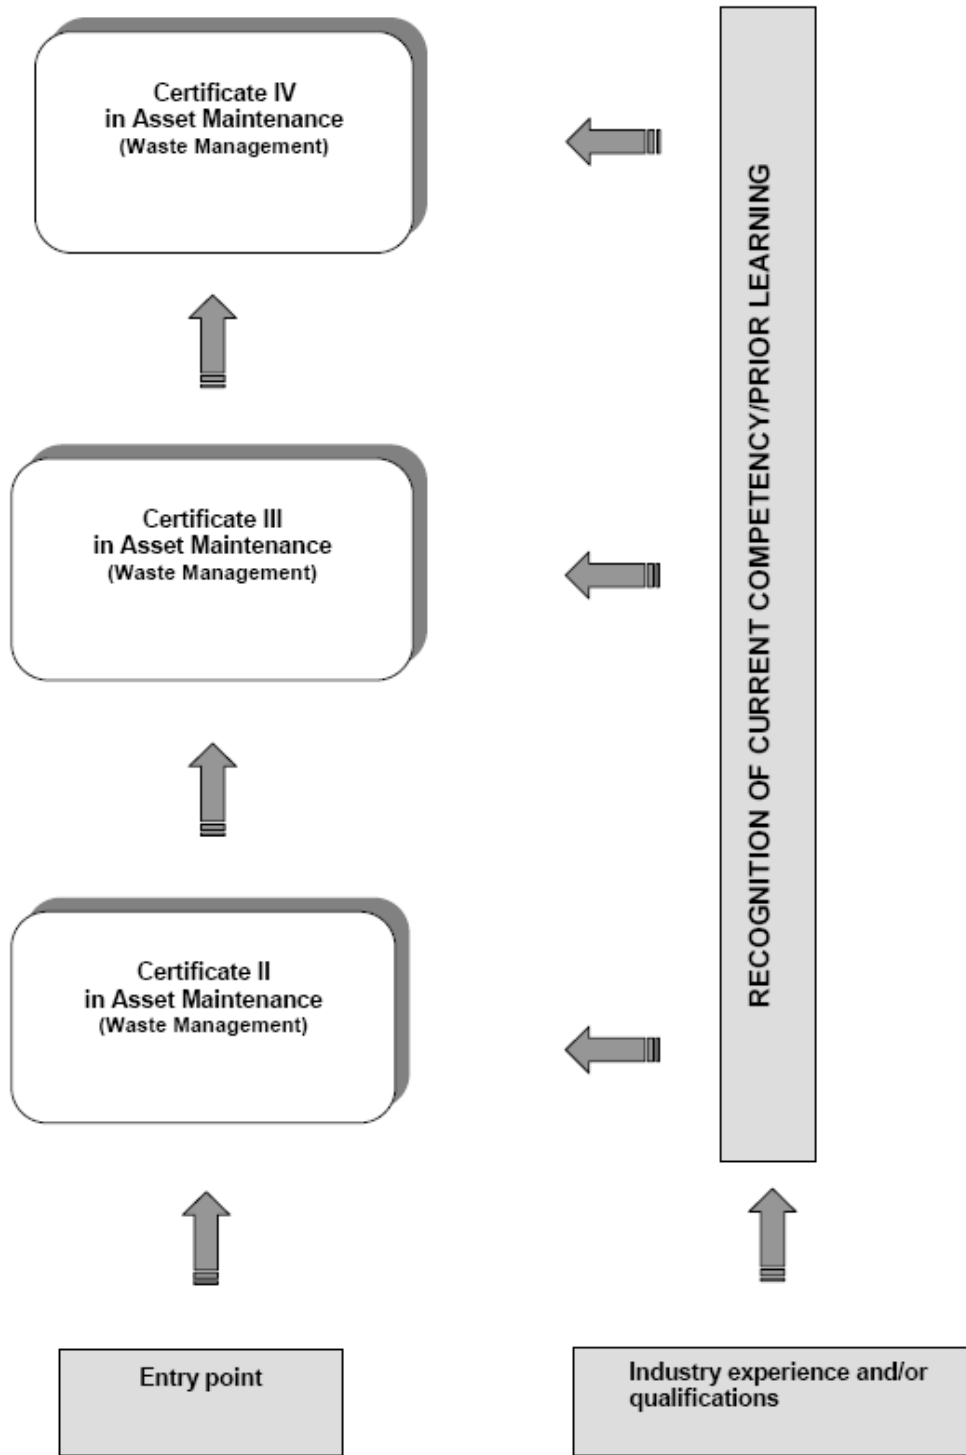 Certificate IV
in Asset Maintenance
(Waste Management)
RECOGNITION OF CURRENT COMPETENCY/PRIOR LEARNING
Certificate III
in Asset Maintenance
(Waste Management)
Certificate II
in Asset Maintenance
(Waste Management)
Entry point
Industry experience and/or
qualifications